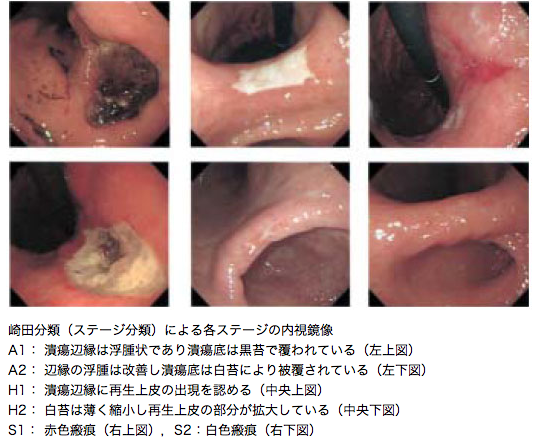 崎田分類（ステージ分類）による各ステージの内視鏡像
A1： 潰瘍辺縁は浮腫状であり潰瘍底は黒苔で覆われている（左上図）
A2： 辺縁の浮腫は改善し潰瘍底は白苔により被覆されている（左下図）
H1： 潰瘍辺縁に再生上皮の出現を認める（中央上図）
H2： 白苔は薄く縮小し再生上皮の部分が拡大している（中央下図）
S1： 赤色瘢痕（右上図），S2：白色瘢痕（右下図）